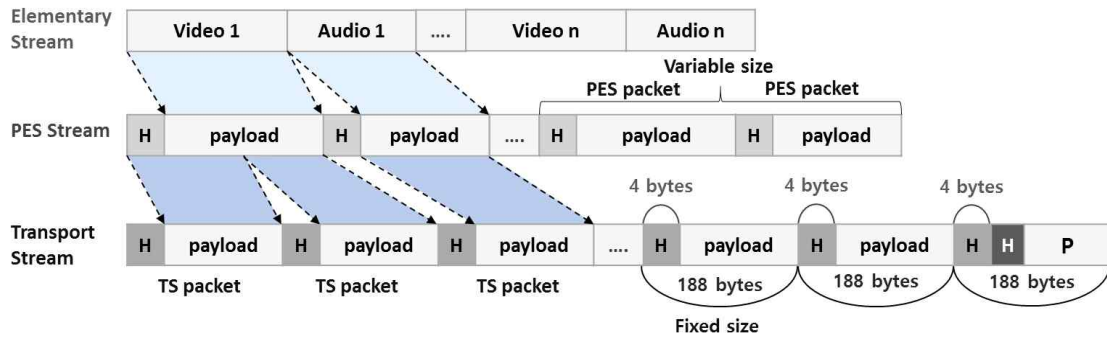 Elementary
Stream
Video 1
Audio 1
....
Video n
Audio n
Variable size
PES packet
PES packet
PES Stream
H
payload
H
payload
....
H
payload
H
payload
4 bytes
4 bytes
4 bytes
Transport
Stream
H
payload
H
payload
H
payload
....
H
payload
H
payload
H
H
P
TS packet
TS packet
TS packet
188 bytes
188 bytes
188 bytes
Fixed size